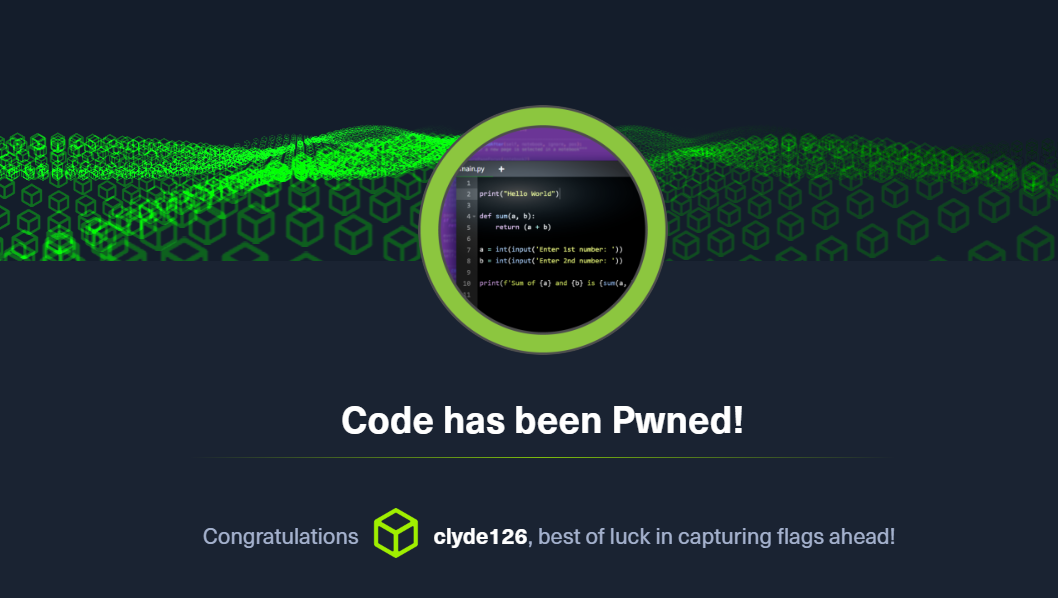 main.py +
1
2 print("Hello World")
3
4 def sum(a, b):
5 return (a + b)
6
7 a = int(input('Enter 1st number: '))
8 b = int(input('Enter 2nd number: '))
9
10 print(f'Sum of {a} and {b} is {sum(a,
11
Code has been Pwned!
Congratulations clyde126, best of luck in capturing flags ahead!